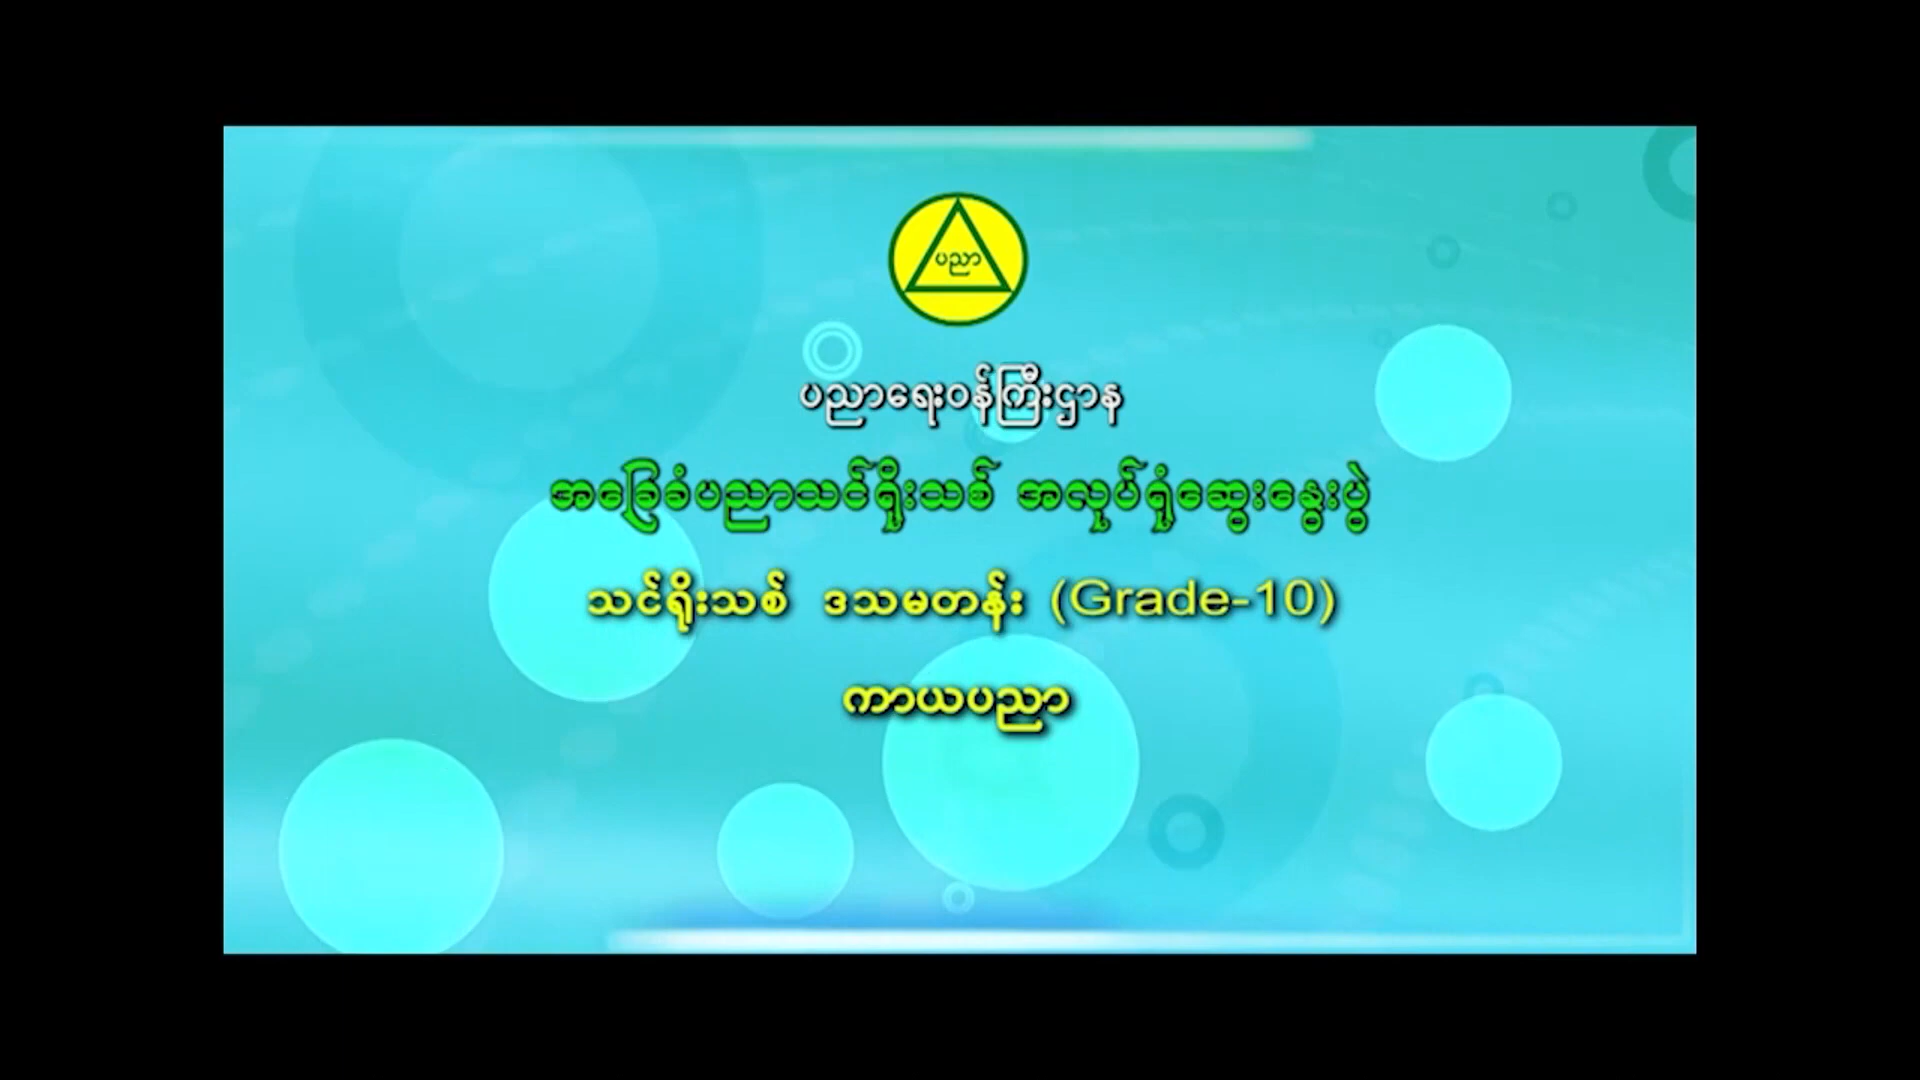 ပညာ
ပညာရေးဝန်ကြီးဌာန
အခြေခံပညာသင်ရိုးသစ် အလုပ်ရုံဆွေးနွေးပွဲ
သင်ရိုးသစ် ဒသမတန်း (Grade-10)
ကာယပညာ